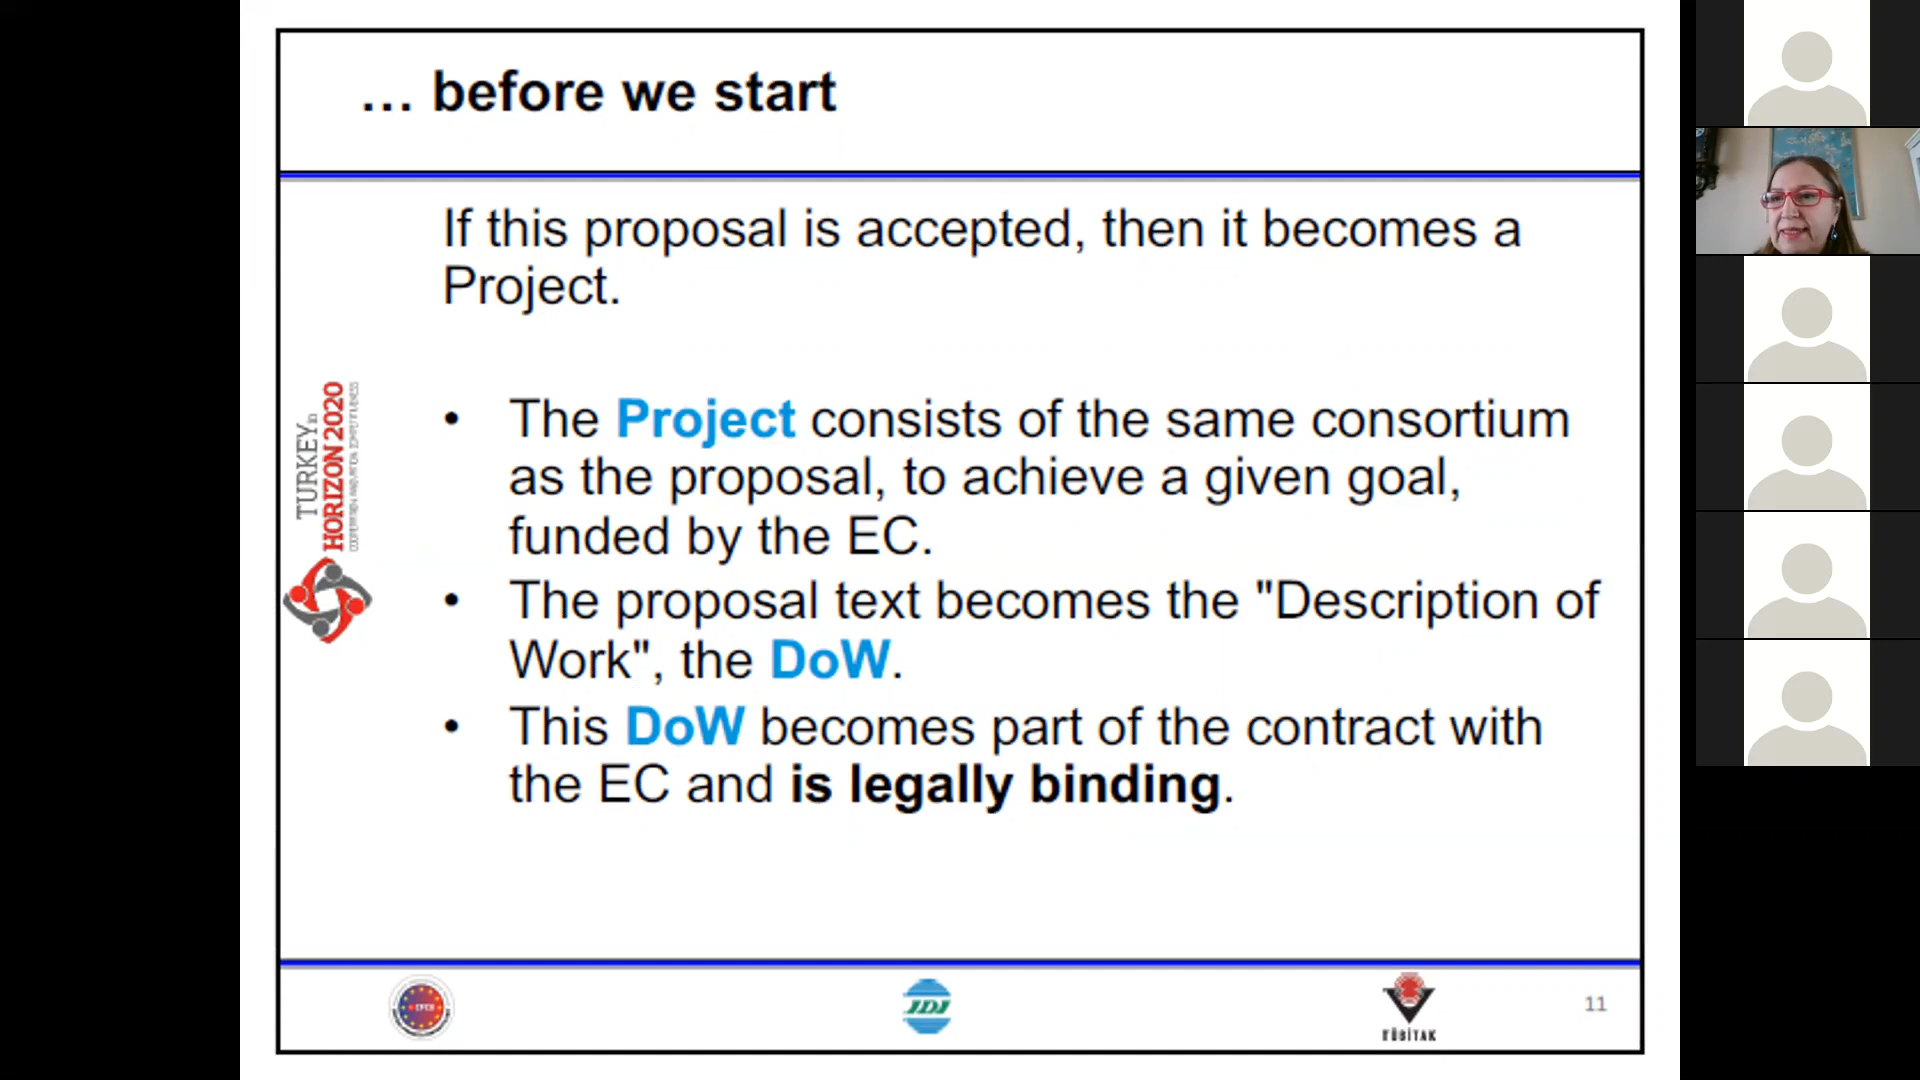 … before we start
If this proposal is accepted, then it becomes a
Project.
• The Project consists of the same consortium
as the proposal, to achieve a given goal,
funded by the EC.
• The proposal text becomes the "Description of
Work", the DoW.
• This DoW becomes part of the contract with
the EC and is legally binding.
TURKEY in
HORIZON 2020
IDI
TÜBİTAK
11